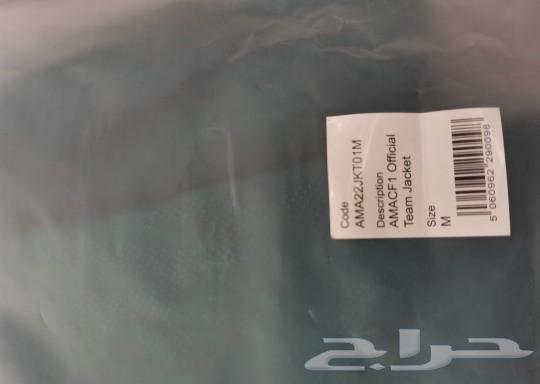 Code
AMA22JKT01M
Description
AMACF1 Official
Team Jacket
Size
M
5 060962 290098
حراج